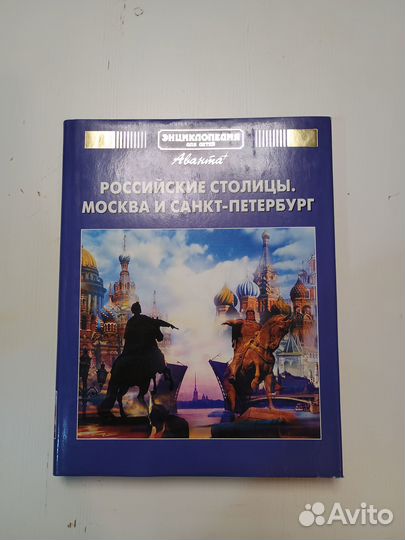 ЭНЦИКЛОПЕДИЯ
ДЛЯ ДЕТЕЙ
Аванта+
РОССИЙСКИЕ СТОЛИЦЫ.
МОСКВА И САНКТ-ПЕТЕРБУРГ
Avito